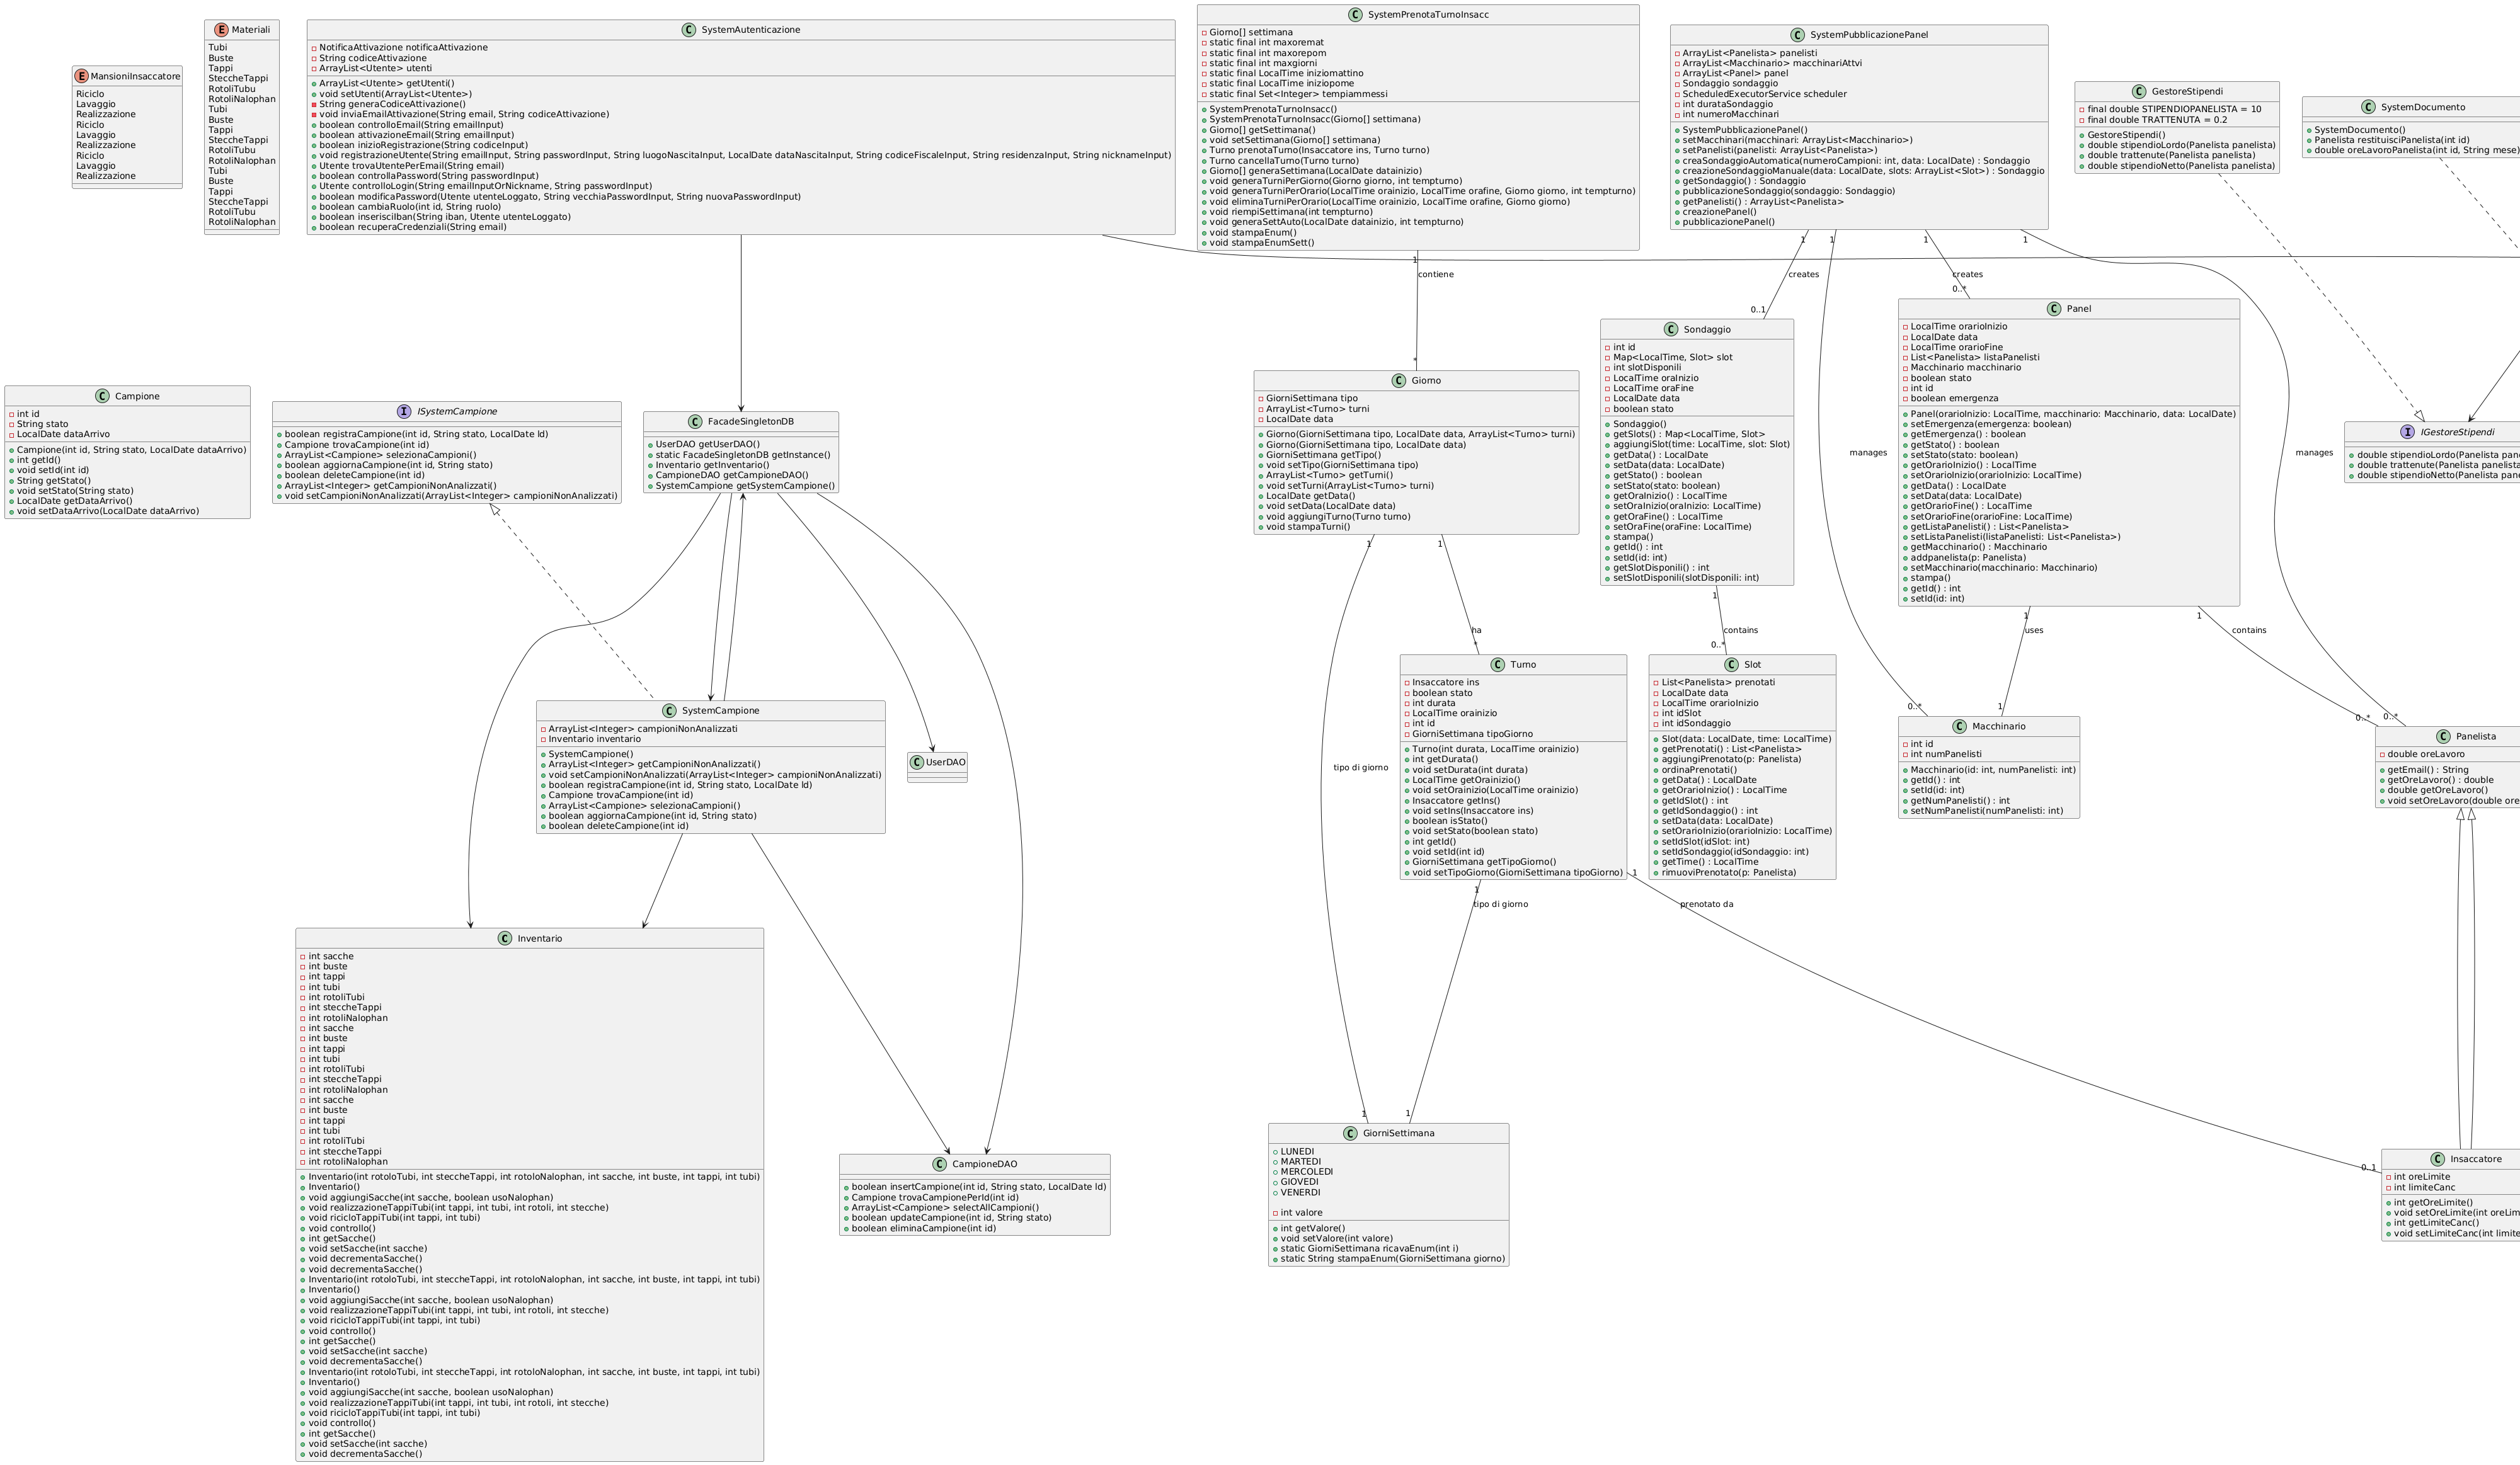 MansioniInsaccatore
Riciclo
Lavaggio
Realizzazione
Riciclo
Lavaggio
Realizzazione
Riciclo
Lavaggio
Realizzazione
Materiali
Tubi
Buste
Tappi
SteccheTappi
RotoliTubu
RotoliNalophan
Tubi
Buste
Tappi
SteccheTappi
RotoliTubu
RotoliNalophan
Tubi
Buste
Tappi
SteccheTappi
RotoliTubu
RotoliNalophan
SystemAutenticazione
NotificaAttivazione notificaAttivazione
String codiceAttivazione
ArrayList<Utente> utenti
ArrayList<Utente> getUtenti()
void setUtenti(ArrayList<Utente>)
String generaCodiceAttivazione()
void inviaEmailAttivazione(String email, String codiceAttivazione)
boolean controlloEmail(String emailInput)
boolean attivazioneEmail(String emailInput)
boolean inizioRegistrazione(String codiceInput)
void registrazioneUtente(String emailInput, String passwordInput, String luogoNascitaInput, LocalDate dataNascitaInput, String codiceFiscaleInput, String residenzaInput, String nicknameInput)
Utente trovaUtentePerEmail(String email)
boolean controllaPassword(String passwordInput)
Utente controlloLogin(String emailInputOrNickname, String passwordInput)
boolean modificaPassword(Utente utenteLoggato, String vecchiaPasswordInput, String nuovaPasswordInput)
boolean cambiaRuolo(int id, String ruolo)
boolean inserisciIban(String iban, Utente utenteLoggato)
boolean recuperaCredenziali(String email)
SystemPrenotaTurnoInsacc
Giorno[] settimana
static final int maxoremat
static final int maxorepom
static final int maxgiorni
static final LocalTime iniziomattino
static final LocalTime iniziopome
static final Set<Integer> tempiammessi
SystemPrenotaTurnoInsacc()
SystemPrenotaTurnoInsacc(Giorno[] settimana)
Giorno[] getSettimana()
void setSettimana(Giorno[] settimana)
Turno prenotaTurno(Insaccatore ins, Turno turno)
Turno cancellaTurno(Turno turno)
Giorno[] generaSettimana(LocalDate datainizio)
void generaTurniPerGiorno(Giorno giorno, int tempturno)
void generaTurniPerOrario(LocalTime orainizio, LocalTime orafine, Giorno giorno, int tempturno)
void eliminaTurniPerOrario(LocalTime orainizio, LocalTime orafine, Giorno giorno)
void riempiSettimana(int tempturno)
void generaSettAuto(LocalDate datainizio, int tempturno)
void stampaEnum()
void stampaEnumSett()
SystemPubblicazionePanel
ArrayList<Panelista> panelisti
ArrayList<Macchinario> macchinariAttvi
ArrayList<Panel> panel
Sondaggio sondaggio
ScheduledExecutorService scheduler
int durataSondaggio
int numeroMacchinari
SystemPubblicazionePanel()
setMacchinari(macchinari: ArrayList<Macchinario>)
setPanelisti(panelisti: ArrayList<Panelista>)
creaSondaggioAutomatica(numeroCampioni: int, data: LocalDate) : Sondaggio
creazioneSondaggioManuale(data: LocalDate, slots: ArrayList<Slot>) : Sondaggio
getSondaggio() : Sondaggio
pubblicazioneSondaggio(sondaggio: Sondaggio)
getPanelisti() : ArrayList<Panelista>
creazionePanel()
pubblicazionePanel()
GestoreStipendi
final double STIPENDIOPANELISTA = 10
final double TRATTENUTA = 0.2
GestoreStipendi()
double stipendioLordo(Panelista panelista)
double trattenute(Panelista panelista)
double stipendioNetto(Panelista panelista)
SystemDocumento
SystemDocumento()
Panelista restituisciPanelista(int id)
double oreLavoroPanelista(int id, String mese)
1
contiene
*
1
creates
0..1
1
manages
0..*
1
creates
0..*
1
manages
0..*
Campione
int id
String stato
LocalDate dataArrivo
Campione(int id, String stato, LocalDate dataArrivo)
int getId()
void setId(int id)
String getStato()
void setStato(String stato)
LocalDate getDataArrivo()
void setDataArrivo(LocalDate dataArrivo)
ISystemCampione
boolean registraCampione(int id, String stato, LocalDate ld)
Campione trovaCampione(int id)
ArrayList<Campione> selezionaCampioni()
boolean aggiornaCampione(int id, String stato)
boolean deleteCampione(int id)
ArrayList<Integer> getCampioniNonAnalizzati()
void setCampioniNonAnalizzati(ArrayList<Integer> campioniNonAnalizzati)
FacadeSingletonDB
UserDAO getUserDAO()
static FacadeSingletonDB getInstance()
Inventario getInventario()
CampioneDAO getCampioneDAO()
SystemCampione getSystemCampione()
Giorno
GiorniSettimana tipo
ArrayList<Turno> turni
LocalDate data
Giorno(GiorniSettimana tipo, LocalDate data, ArrayList<Turno> turni)
Giorno(GiorniSettimana tipo, LocalDate data)
GiorniSettimana getTipo()
void setTipo(GiorniSettimana tipo)
ArrayList<Turno> getTurni()
void setTurni(ArrayList<Turno> turni)
LocalDate getData()
void setData(LocalDate data)
void aggiungiTurno(Turno turno)
void stampaTurni()
Sondaggio
int id
Map<LocalTime, Slot> slot
int slotDisponili
LocalTime oraInizio
LocalTime oraFine
LocalDate data
boolean stato
Sondaggio()
getSlots() : Map<LocalTime, Slot>
aggiungiSlot(time: LocalTime, slot: Slot)
getData() : LocalDate
setData(data: LocalDate)
getStato() : boolean
setStato(stato: boolean)
getOraInizio() : LocalTime
setOraInizio(oraInizio: LocalTime)
getOraFine() : LocalTime
setOraFine(oraFine: LocalTime)
stampa()
getId() : int
setId(id: int)
getSlotDisponili() : int
setSlotDisponili(slotDisponili: int)
Panel
LocalTime orarioInizio
LocalDate data
LocalTime orarioFine
List<Panelista> listaPanelisti
Macchinario macchinario
boolean stato
int id
boolean emergenza
Panel(orarioInizio: LocalTime, macchinario: Macchinario, data: LocalDate)
setEmergenza(emergenza: boolean)
getEmergenza() : boolean
getStato() : boolean
setStato(stato: boolean)
getOrarioInizio() : LocalTime
setOrarioInizio(orarioInizio: LocalTime)
getData() : LocalDate
setData(data: LocalDate)
getOrarioFine() : LocalTime
setOrarioFine(orarioFine: LocalTime)
getListaPanelisti() : List<Panelista>
setListaPanelisti(listaPanelisti: List<Panelista>)
getMacchinario() : Macchinario
addpanelista(p: Panelista)
setMacchinario(macchinario: Macchinario)
stampa()
getId() : int
setId(id: int)
IGestoreStipendi
double stipendioLordo(Panelista pane
double trattenute(Panelista panelista
double stipendioNetto(Panelista pane
1
tipo di giorno
1
1
ha
*
1
contains
0..*
1
uses
1
1
contains
0..*
SystemCampione
ArrayList<Integer> campioniNonAnalizzati
Inventario inventario
SystemCampione()
ArrayList<Integer> getCampioniNonAnalizzati()
void setCampioniNonAnalizzati(ArrayList<Integer> campioniNonAnalizzati)
boolean registraCampione(int id, String stato, LocalDate ld)
Campione trovaCampione(int id)
ArrayList<Campione> selezionaCampioni()
boolean aggiornaCampione(int id, String stato)
boolean deleteCampione(int id)
UserDAO
Turno
Insaccatore ins
boolean stato
int durata
LocalTime orainizio
int id
GiorniSettimana tipoGiorno
Turno(int durata, LocalTime orainizio)
int getDurata()
void setDurata(int durata)
LocalTime getOrainizio()
void setOrainizio(LocalTime orainizio)
Insaccatore getIns()
void setIns(Insaccatore ins)
boolean isStato()
void setStato(boolean stato)
int getId()
void setId(int id)
GiorniSettimana getTipoGiorno()
void setTipoGiorno(GiorniSettimana tipoGiorno)
Slot
List<Panelista> prenotati
LocalDate data
LocalTime orarioInizio
int idSlot
int idSondaggio
Slot(data: LocalDate, time: LocalTime)
getPrenotati() : List<Panelista>
aggiungiPrenotato(p: Panelista)
ordinaPrenotati()
getData() : LocalDate
getOrarioInizio() : LocalTime
getIdSlot() : int
getIdSondaggio() : int
setData(data: LocalDate)
setOrarioInizio(orarioInizio: LocalTime)
setIdSlot(idSlot: int)
setIdSondaggio(idSondaggio: int)
getTime() : LocalTime
rimuoviPrenotato(p: Panelista)
Macchinario
int id
int numPanelisti
Macchinario(id: int, numPanelisti: int)
getId() : int
setId(id: int)
getNumPanelisti() : int
setNumPanelisti(numPanelisti: int)
Panelista
double oreLavoro
getEmail() : String
getOreLavoro() : double
double getOreLavoro()
void setOreLavoro(double ore
1
tipo di giorno
1
1
prenotato da
0..1
Inventario
int sacche
int buste
int tappi
int tubi
int rotoliTubi
int steccheTappi
int rotoliNalophan
int sacche
int buste
int tappi
int tubi
int rotoliTubi
int steccheTappi
int rotoliNalophan
int sacche
int buste
int tappi
int tubi
int rotoliTubi
int steccheTappi
int rotoliNalophan
Inventario(int rotoloTubi, int steccheTappi, int rotoloNalophan, int sacche, int buste, int tappi, int tubi)
Inventario()
void aggiungiSacche(int sacche, boolean usoNalophan)
void realizzazioneTappiTubi(int tappi, int tubi, int rotoli, int stecche)
void ricicloTappiTubi(int tappi, int tubi)
void controllo()
int getSacche()
void setSacche(int sacche)
void decrementaSacche()
void decrementaSacche()
Inventario(int rotoloTubi, int steccheTappi, int rotoloNalophan, int sacche, int buste, int tappi, int tubi)
Inventario()
void aggiungiSacche(int sacche, boolean usoNalophan)
void realizzazioneTappiTubi(int tappi, int tubi, int rotoli, int stecche)
void ricicloTappiTubi(int tappi, int tubi)
void controllo()
int getSacche()
void setSacche(int sacche)
void decrementaSacche()
Inventario(int rotoloTubi, int steccheTappi, int rotoloNalophan, int sacche, int buste, int tappi, int tubi)
Inventario()
void aggiungiSacche(int sacche, boolean usoNalophan)
void realizzazioneTappiTubi(int tappi, int tubi, int rotoli, int stecche)
void ricicloTappiTubi(int tappi, int tubi)
void controllo()
int getSacche()
void setSacche(int sacche)
void decrementaSacche()
CampioneDAO
boolean insertCampione(int id, String stato, LocalDate ld)
Campione trovaCampionePerId(int id)
ArrayList<Campione> selectAllCampioni()
boolean updateCampione(int id, String stato)
boolean eliminaCampione(int id)
GiorniSettimana
LUNEDI
MARTEDI
MERCOLEDI
GIOVEDI
VENERDI
int valore
int getValore()
void setValore(int valore)
static GiorniSettimana ricavaEnum(int i)
static String stampaEnum(GiorniSettimana giorno)
Insaccatore
int oreLimite
int limiteCanc
int getOreLimite()
void setOreLimite(int oreLim
int getLimiteCanc()
void setLimiteCanc(int limite